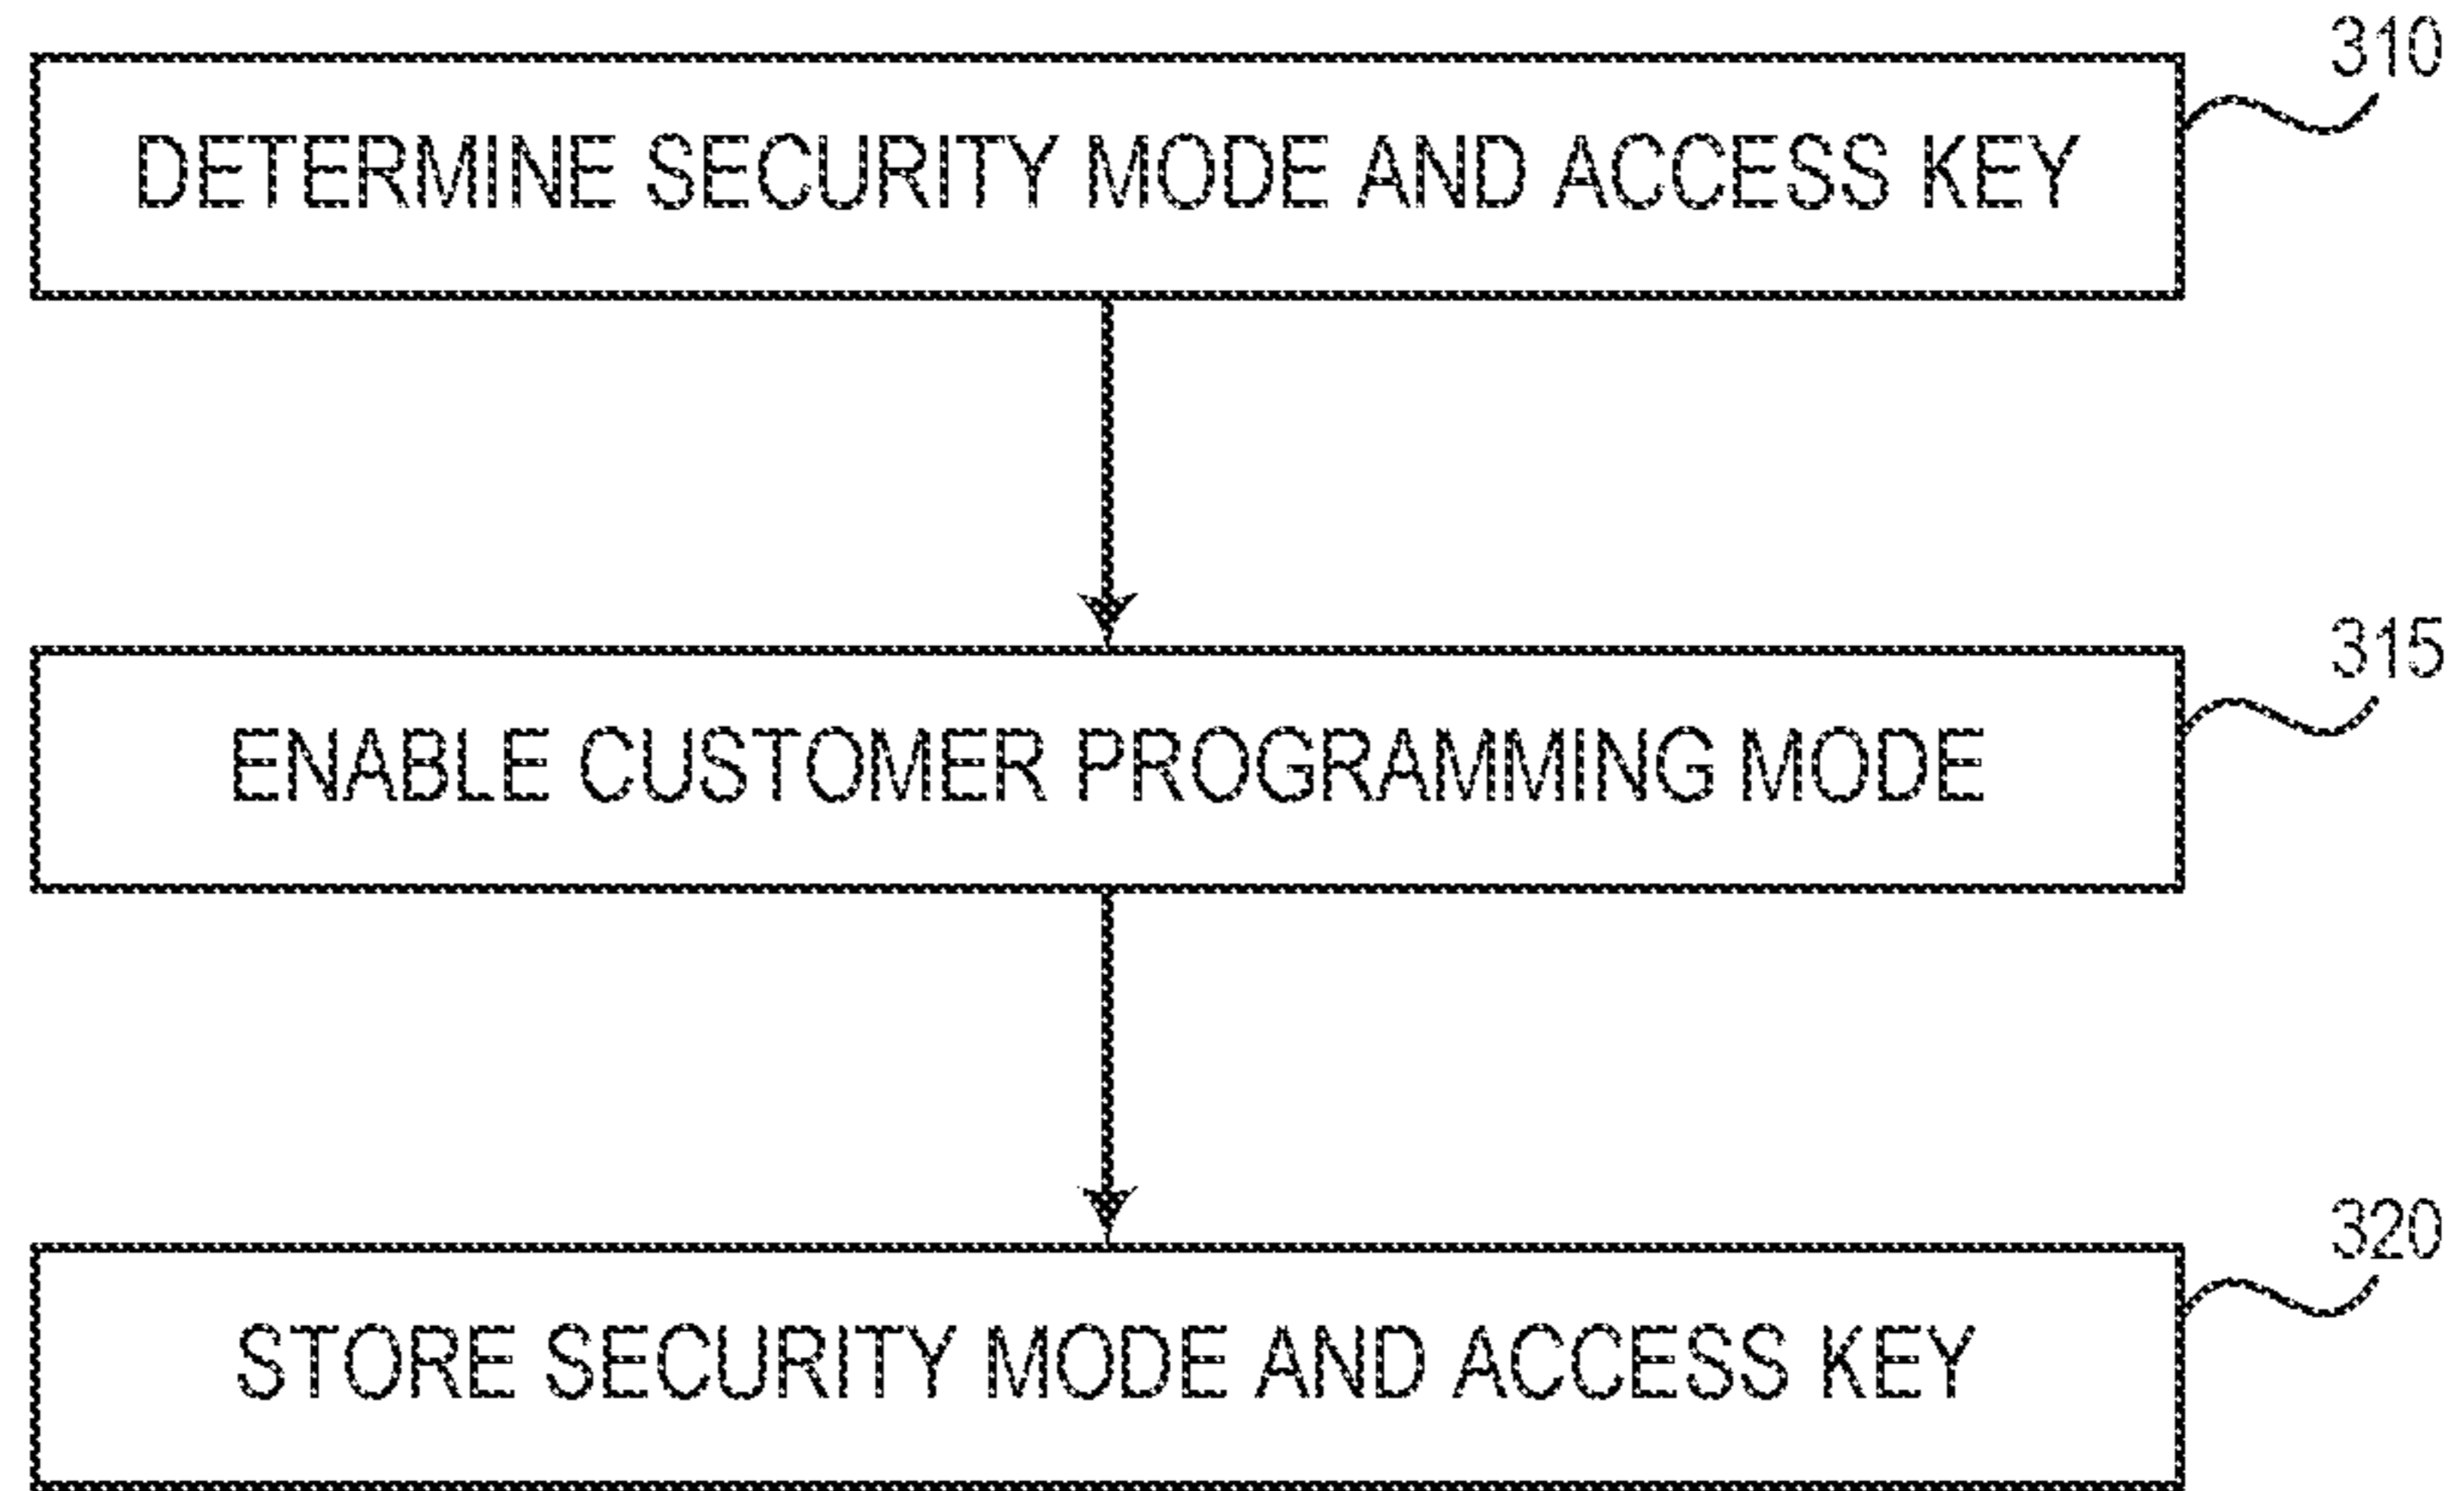 310
DETERMINE SECURITY MODE AND ACCESS KEY
315
ENABLE CUSTOMER PROGRAMMING MODE
320
STORE SECURITY MODE AND ACCESS KEY